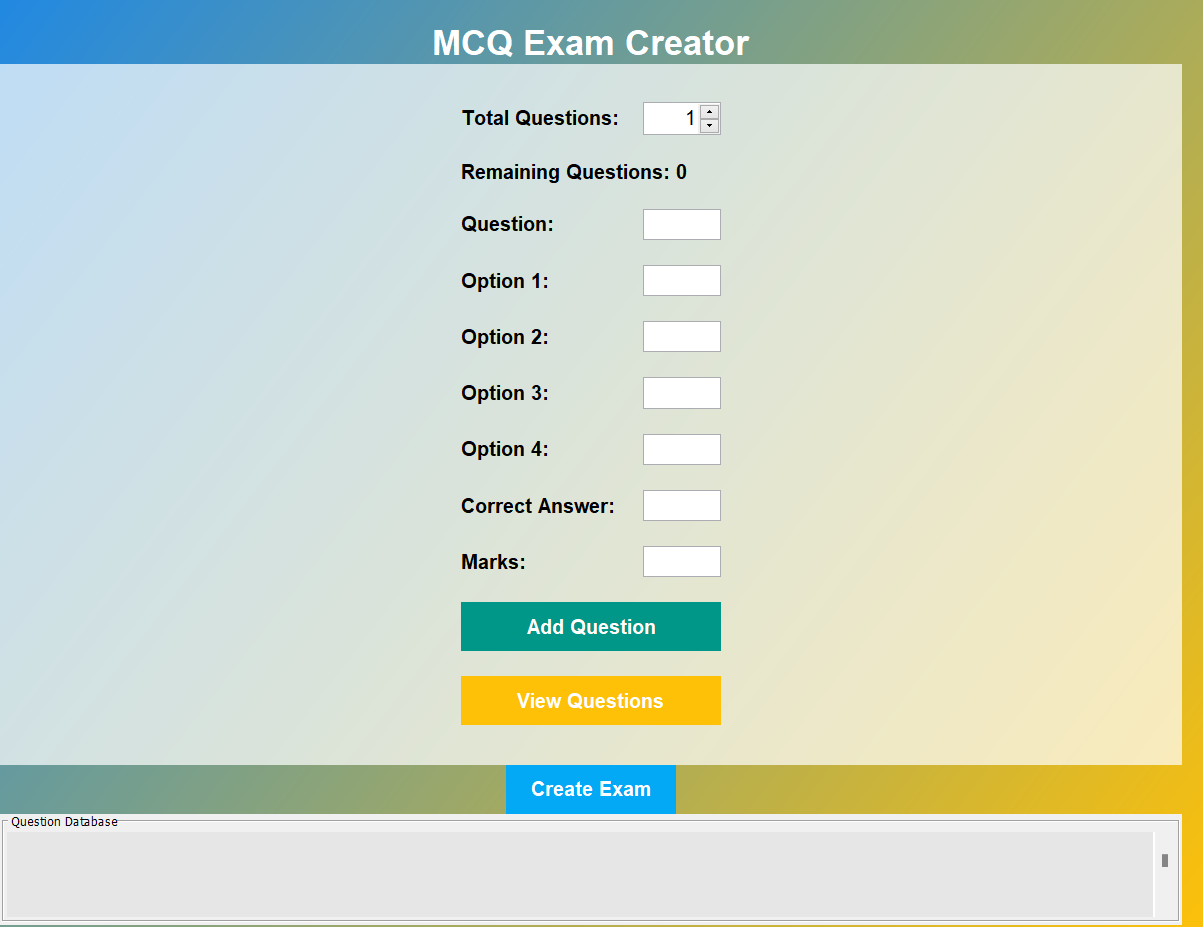 MCQ Exam Creator
Total Questions: 1
Remaining Questions: 0
Question:
Option 1:
Option 2:
Option 3:
Option 4:
Correct Answer:
Marks:
Add Question
View Questions
Create Exam
Question Database